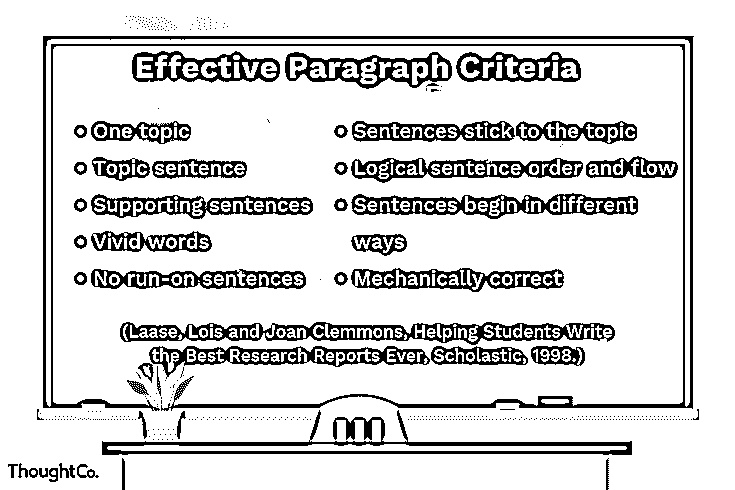 Effective Paragraph Criteria
One topic
Topic sentence
Supporting sentences
Vivid words
No run-on sentences
Sentences stick to the topic
Logical sentence order and flow
Sentences begin in different
ways
Mechanically correct
(Laase, Lois and Joan Clemmons, Helping Students Write
the Best Research Reports Ever, Scholastic, 1998.)
ThoughtCo.